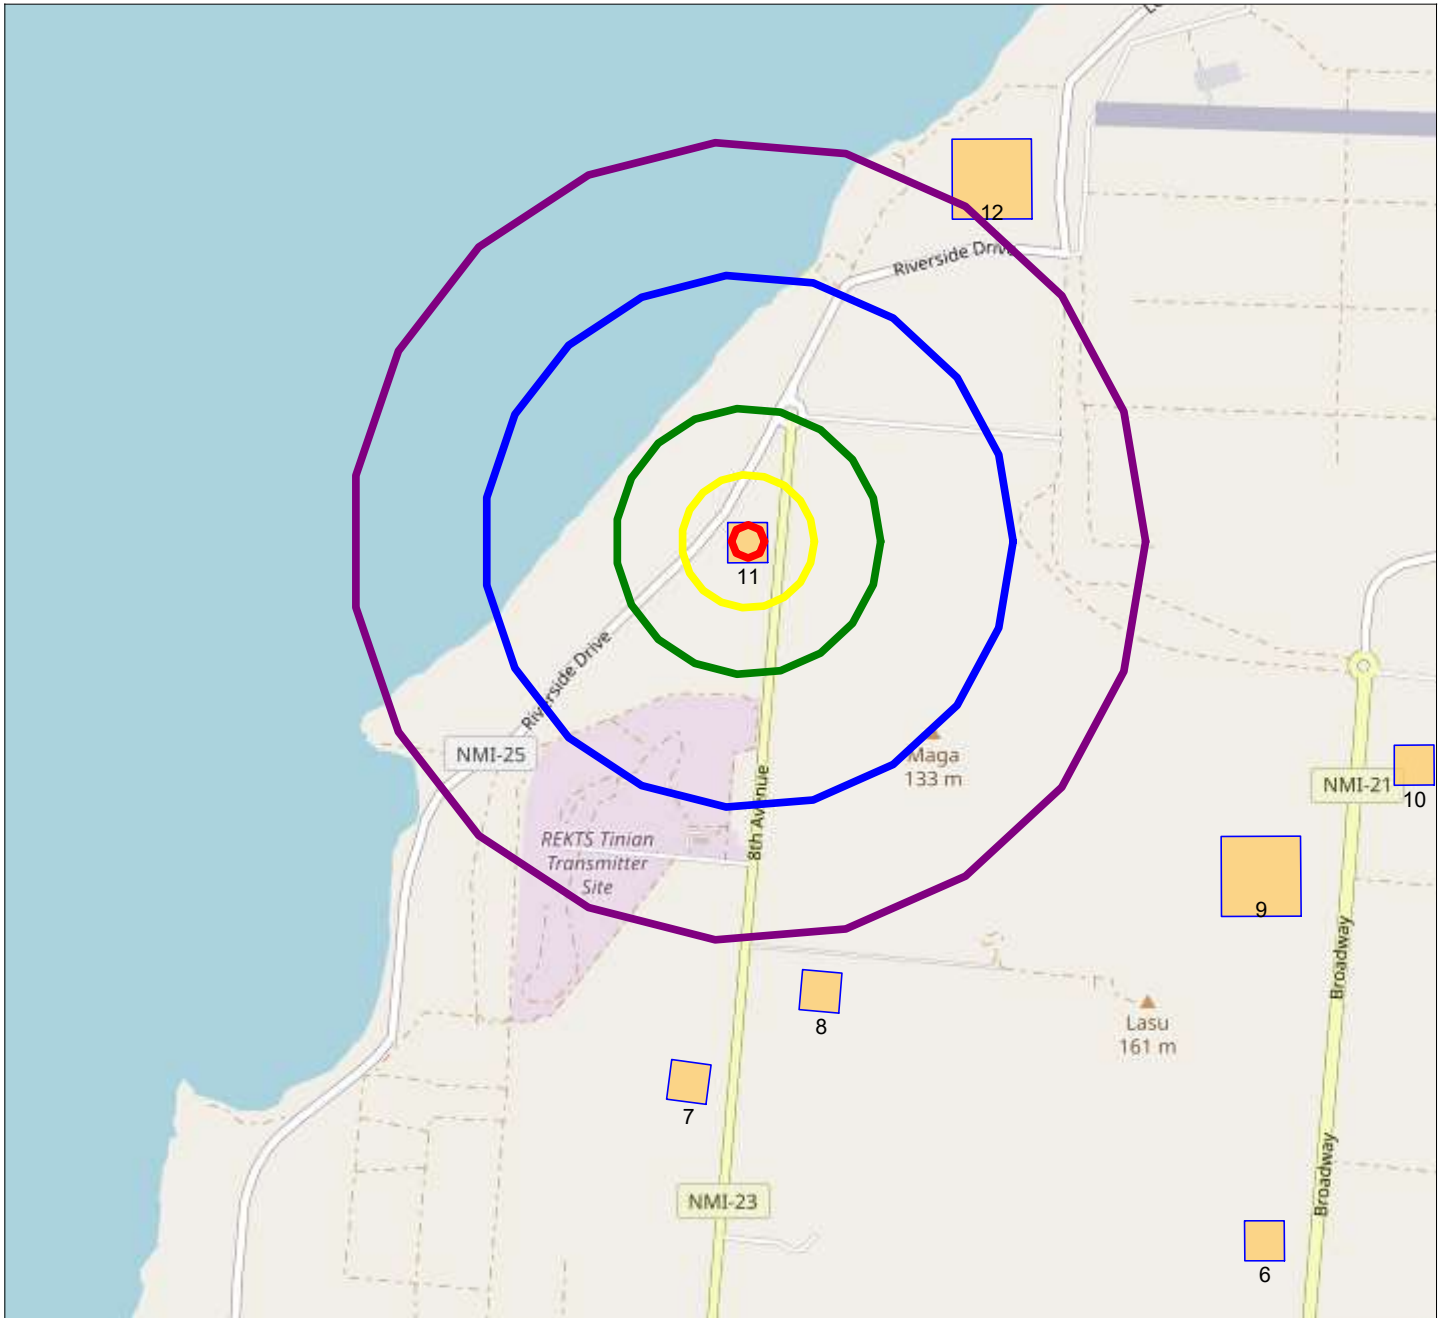 12
Riverside Drive
11
Riverside Drive
NMI-25
Maga
133 m
NMI-21
10
8th Avenue
REKTS Tinian
Transmitter
Site
9
Broadway
8
Lasu
161 m
7
Broadway
NMI-23
6